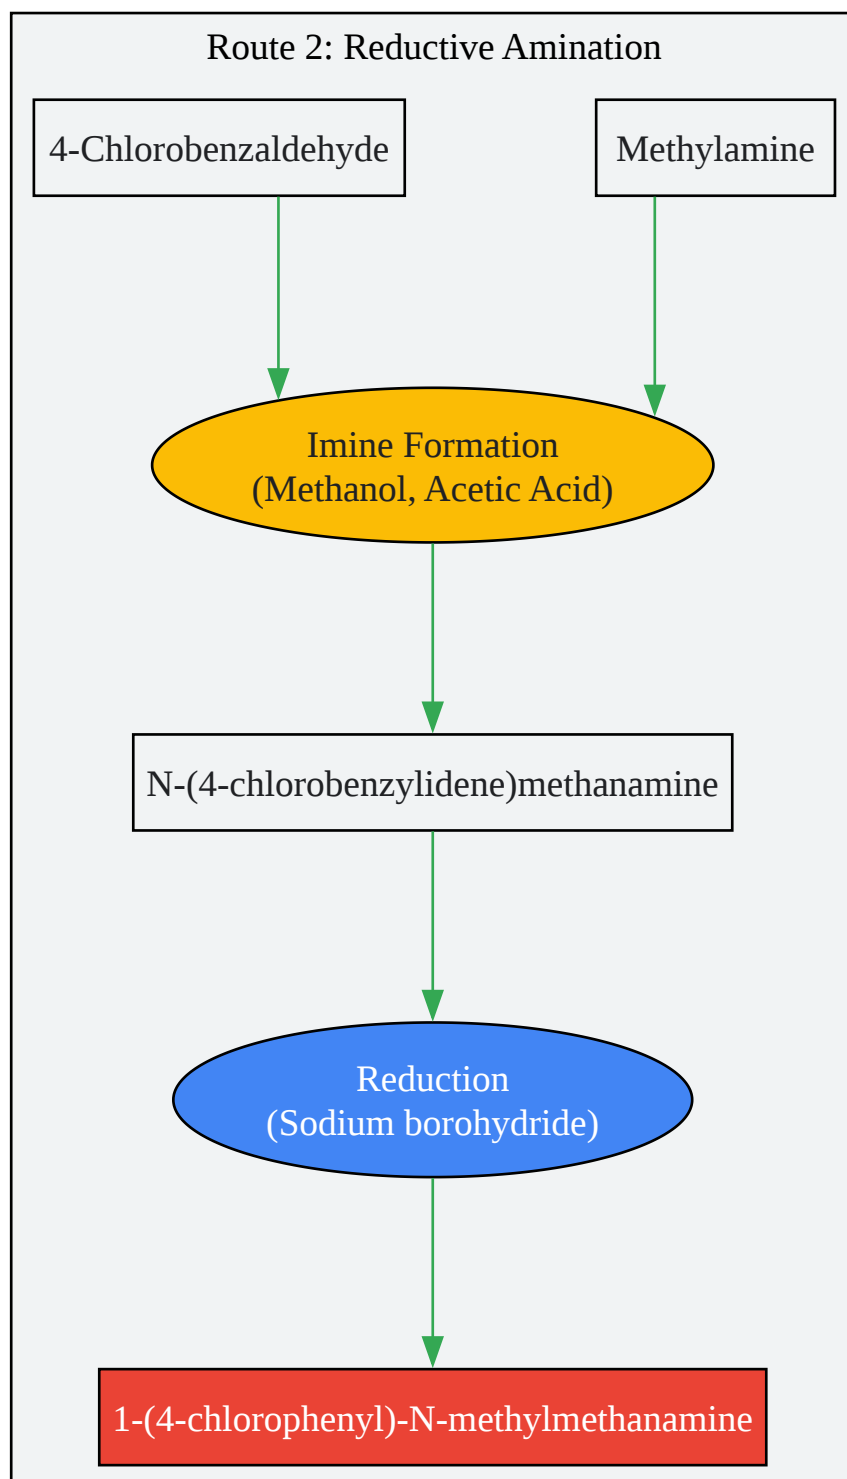 Route 2: Reductive Amination
4-Chlorobenzaldehyde
Methylamine
Imine Formation
(Methanol, Acetic Acid)
N-(4-chlorobenzylidene)methanamine
Reduction
(Sodium borohydride)
1-(4-chlorophenyl)-N-methylmethanamine